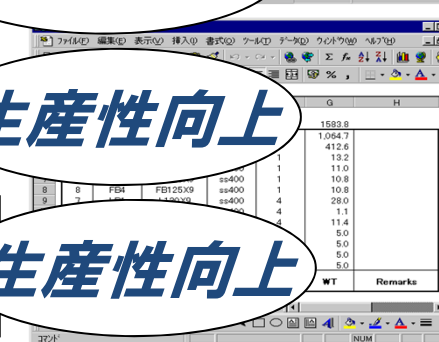 ファイル(F) 編集(E) 表示(V) 挿入(I) 書式(O) ツール(T) データ(D) ウィンドウ(W) ヘルプ(H)
G H
1583.8
生産性向上
1,064.7
412.6
13.2
1 11.0
1 10.8
8 8 FB4 FB125X9 ss400 1 10.8
9 7 ss400 4 28.0
4 1.1
4 11.4
5.0
5.0
5.0
5.0
生産性向上
WT Remarks
コマンド NUM